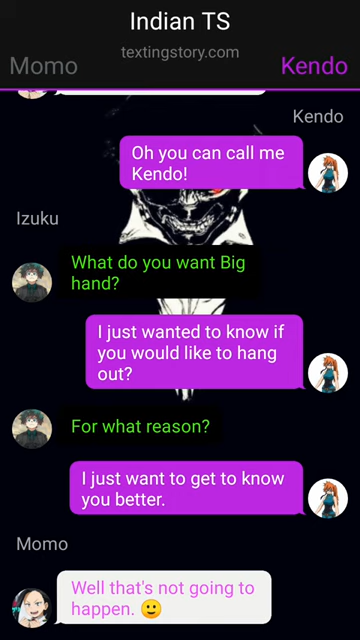 Indian TS
textingstory.com
Momo
Kendo
Kendo
Oh you can call me
Kendo!
Izuku
What do you want Big
hand?
I just wanted to know if
you would like to hang
out?
For what reason?
I just want to get to know
you better.
Momo
Well that's not going to
happen. 🙂